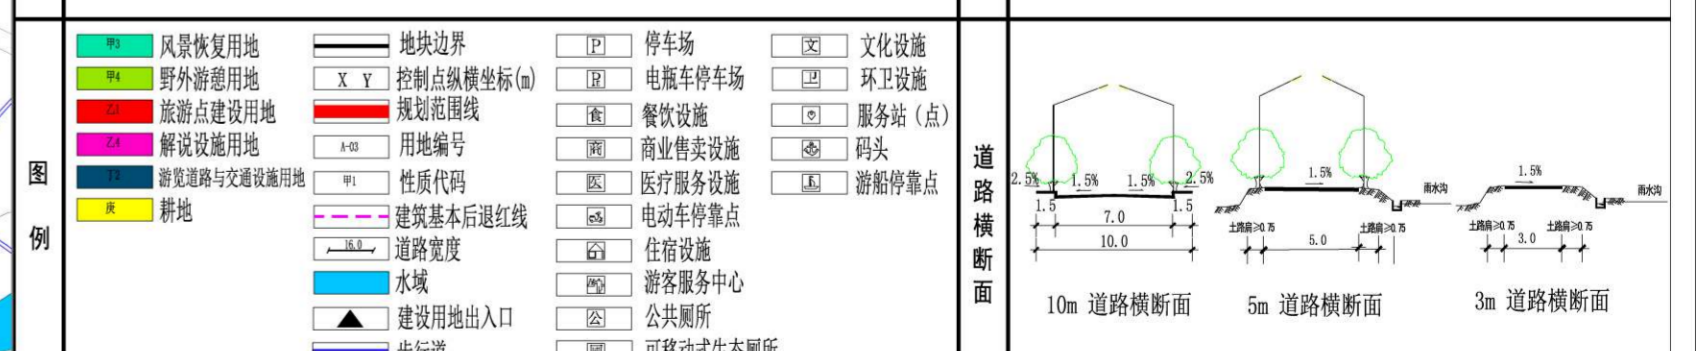 图例
甲3 风景恢复用地
甲4 野外游憩用地
乙1 旅游点建设用地
乙4 解说设施用地
丁2 游览道路与交通设施用地
庚 耕地
地块边界
X Y 控制点纵横坐标(m)
规划范围线
A-03 用地编号
甲1 性质代码
建筑基本后退红线
16.0 道路宽度
水域
建设用地出入口
步行道
P 停车场
电瓶车停车场
食 餐饮设施
商 商业售卖设施
医 医疗服务设施
电动车停靠点
住宿设施
游客服务中心
公 公共厕所
可移动式生态厕所
文 文化设施
卫 环卫设施
服务站（点）
码头
游船停靠点
道路横断面
2.5% 1.5% 1.5% 2.5%
1.5 7.0 1.5
10.0
10m 道路横断面
1.5%
雨水沟
土路肩≥0.75 土路肩≥0.75
5.0
5m 道路横断面
1.5%
雨水沟
土路肩≥0.75 土路肩≥0.75
3.0
3m 道路横断面